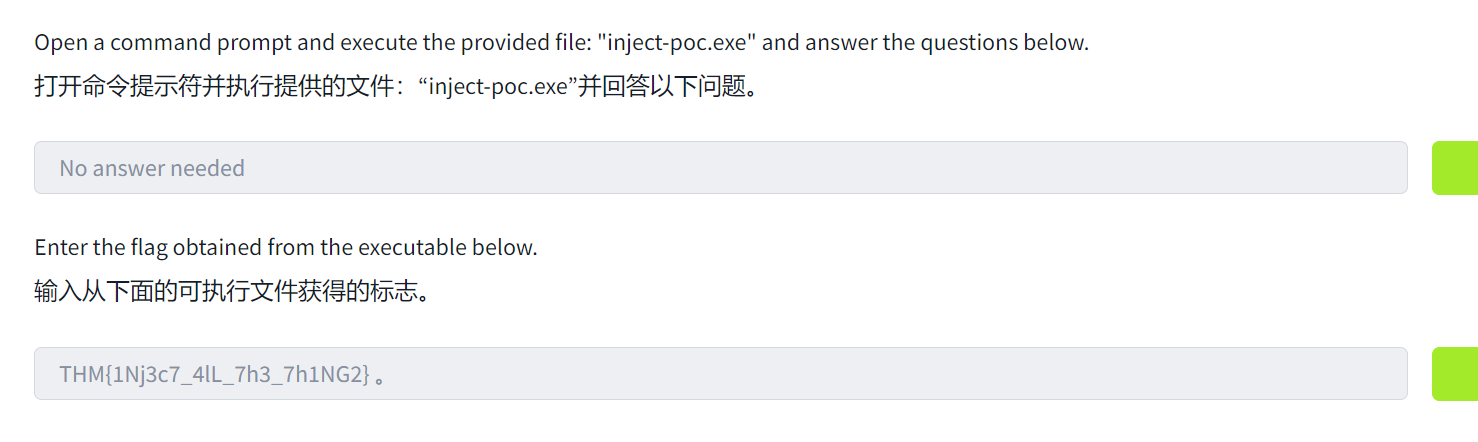 Open a command prompt and execute the provided file: "inject-poc.exe" and answer the questions below.
打开命令提示符并执行提供的文件：“inject-poc.exe”并回答以下问题。
No answer needed
Enter the flag obtained from the executable below.
输入从下面的可执行文件获得的标志。
THM{1Nj3c7_4lL_7h3_7h1NG2} 。